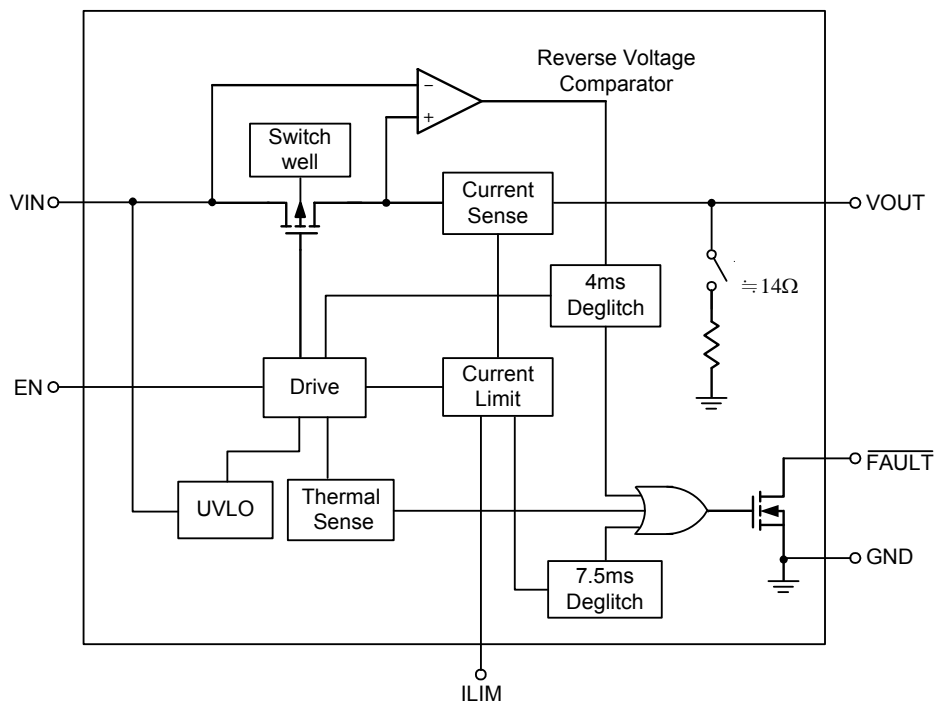 Reverse Voltage
Comparator
−
+
Switch
well
VIN
Current
Sense
VOUT
4ms
Deglitch
≒14Ω
EN
Drive
Current
Limit
FAULT
UVLO
Thermal
Sense
GND
7.5ms
Deglitch
ILIM